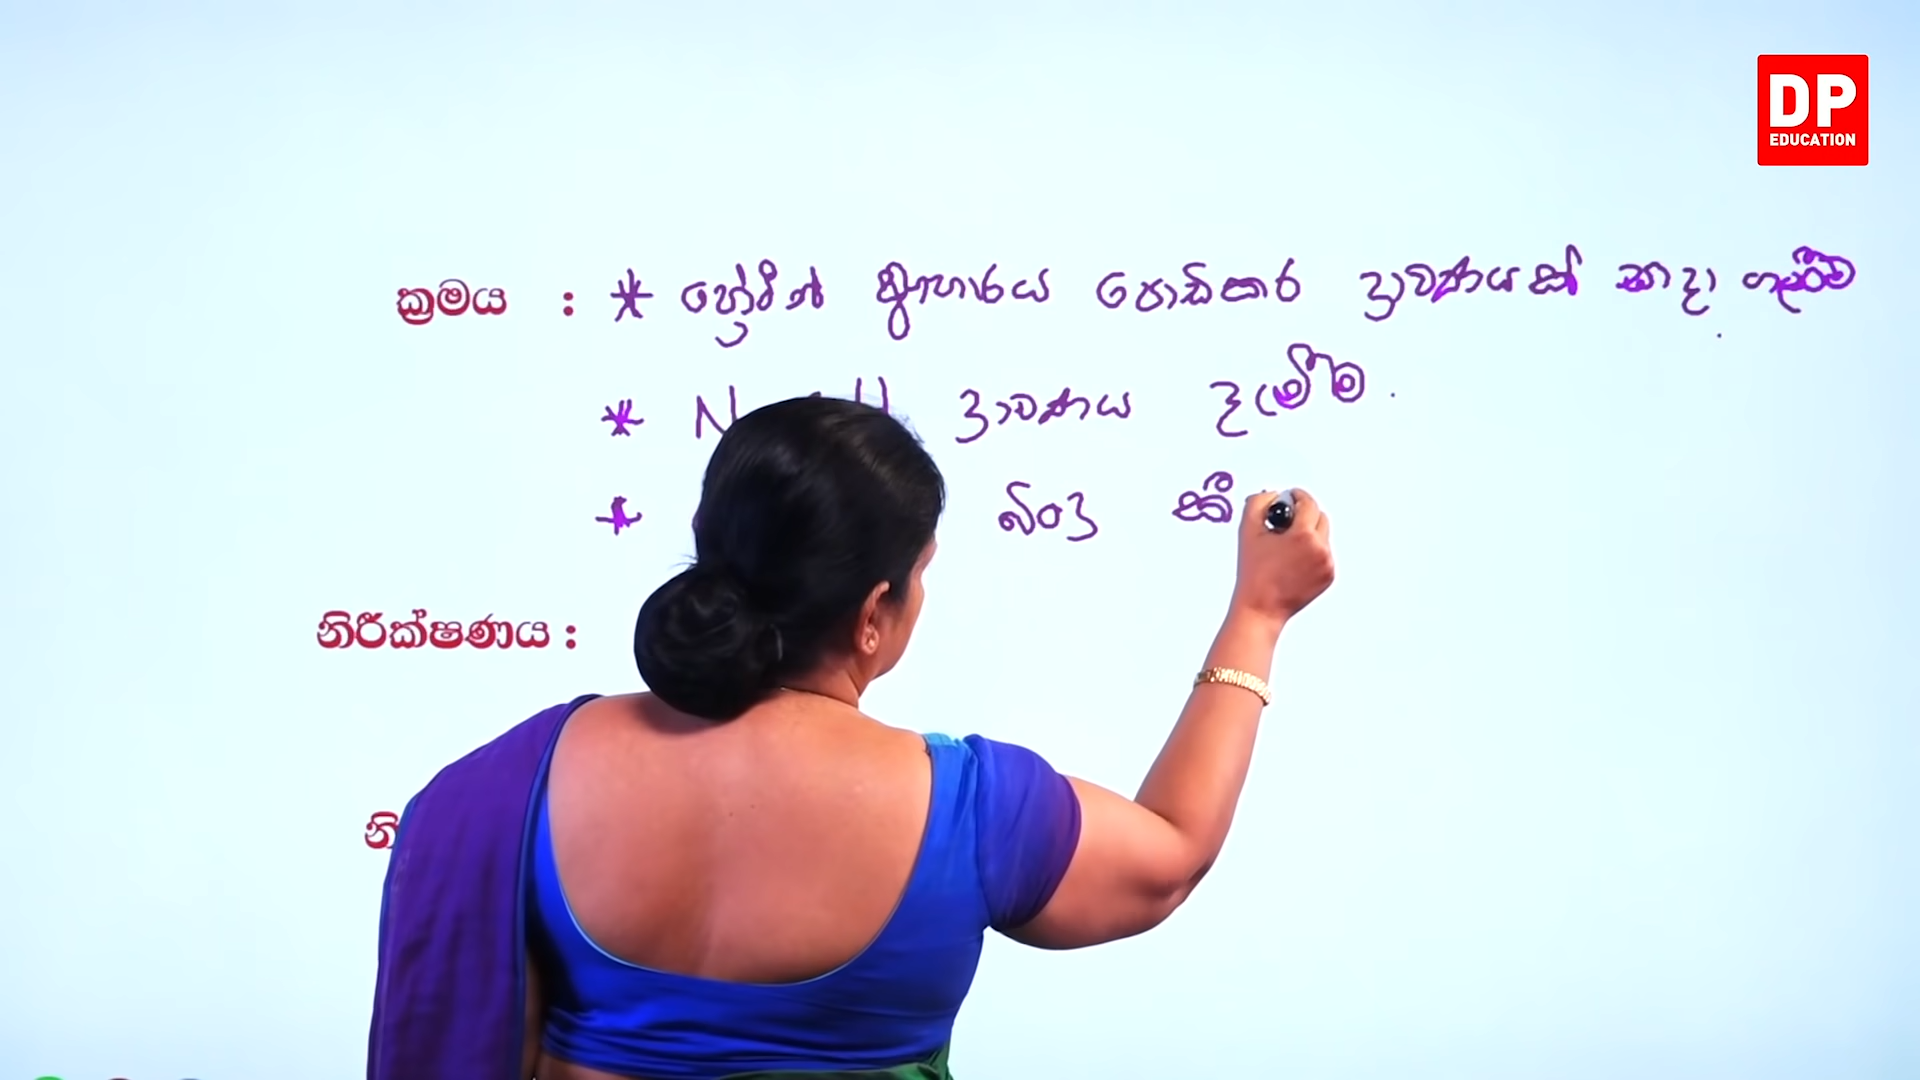 DP
EDUCATION
ක්‍රමය : * ප්‍රෝටීන් ආහාරය පොඩිකර ද්‍රාවණයක් සාදා ගැනීම
* ද්‍රාවණය දැමීම.
* බිංදු කී
නිරීක්ෂණය :
නි